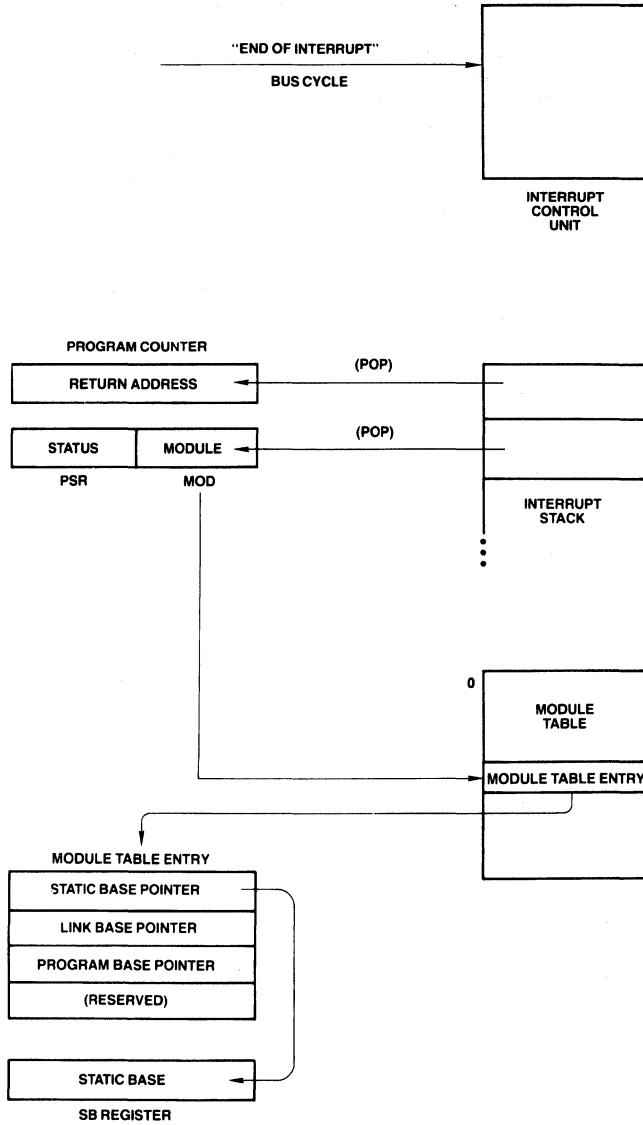 "END OF INTERRUPT"
BUS CYCLE
INTERRUPT
CONTROL
UNIT
PROGRAM COUNTER
RETURN ADDRESS
(POP)
STATUS
MODULE
(POP)
PSR
MOD
INTERRUPT
STACK
0
MODULE
TABLE
MODULE TABLE ENTRY
MODULE TABLE ENTRY
STATIC BASE POINTER
LINK BASE POINTER
PROGRAM BASE POINTER
(RESERVED)
STATIC BASE
SB REGISTER